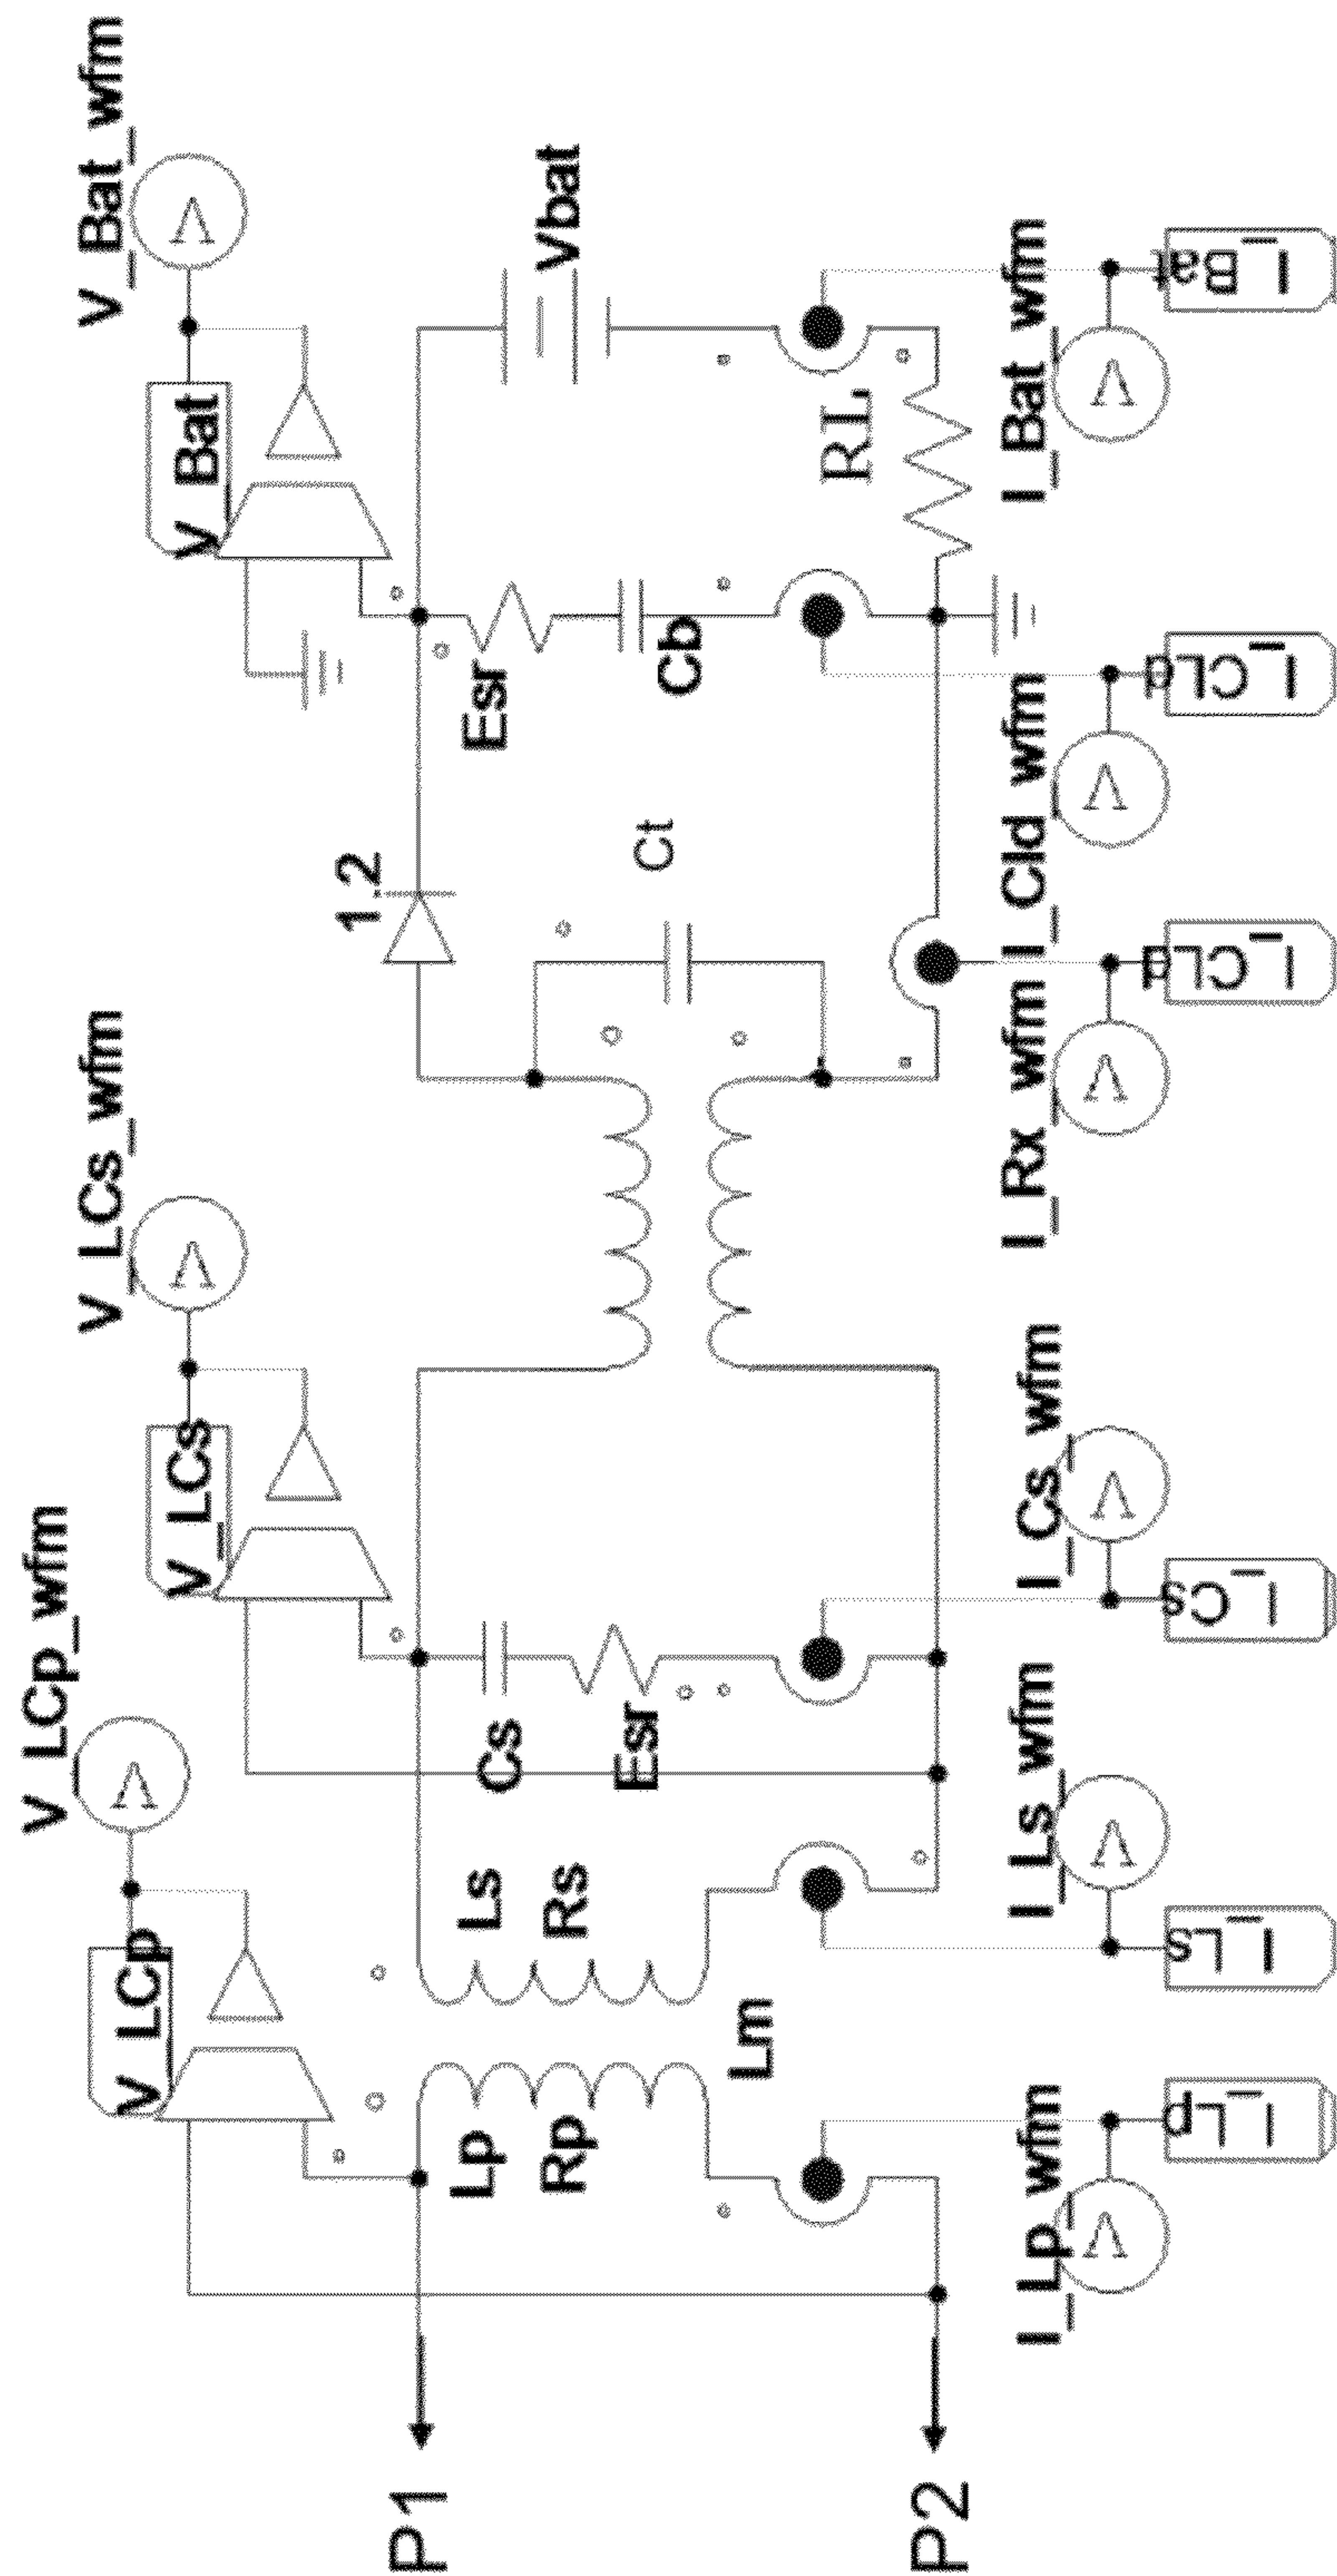 V_LCp_wfm
V
V_LCp
V_LCs_wfm
V
V_LCs
V_Bat_wfm
V
V_Bat
P1
P2
Lp
Rp
Lm
Ls
Rs
Cs
Esr
1.2
Ct
Esr
Cb
Vbat
RL
I_Lp_wfm
V
I_Lp
I_Ls_wfm
V
I_Ls
I_Cs_wfm
V
I_Cs
I_Rx_wfm
V
I_CLd
I_Cld_wfm
V
I_CLd
I_Bat_wfm
V
I_Bat